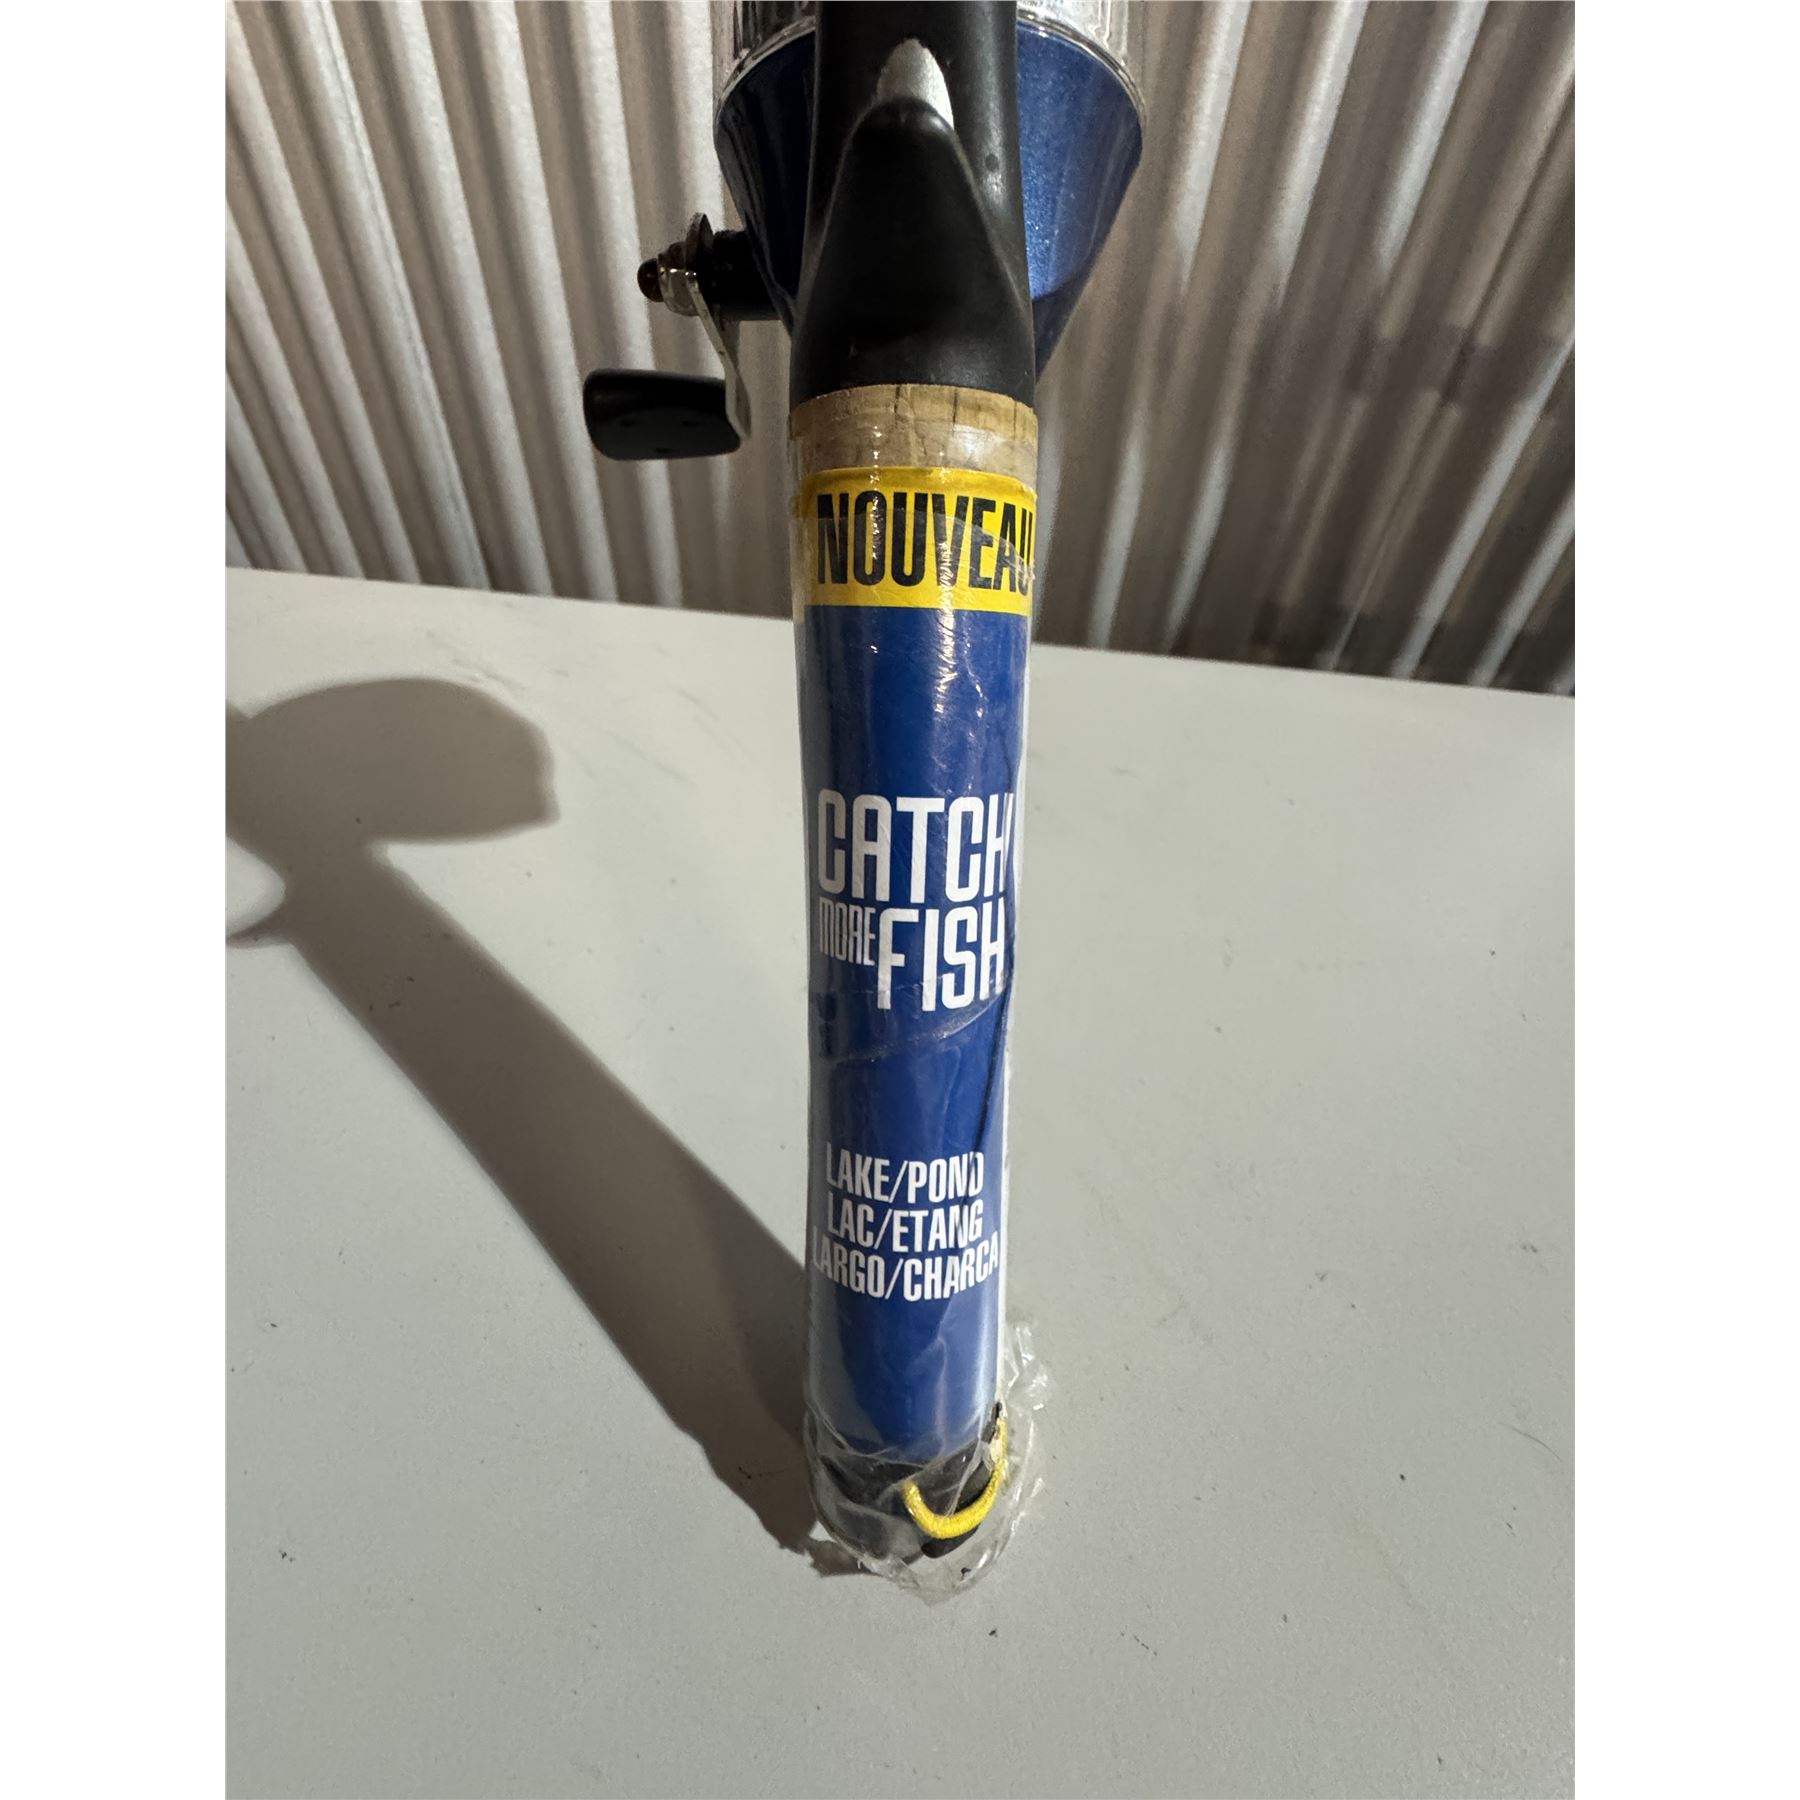 NOUVEAU
CATCH
MORE FISH
LAKE/POND
LAC/ETANG
LARGO/CHARCA